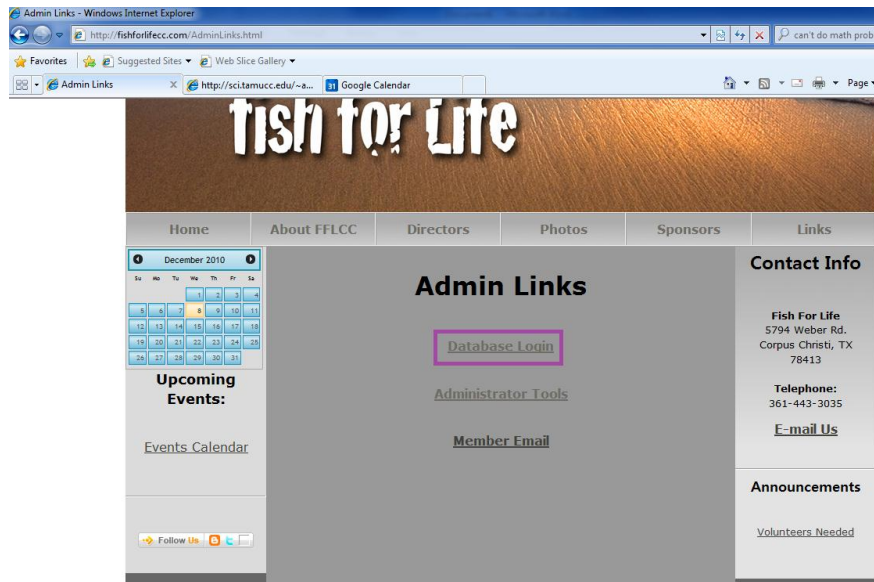 Admin Links - Windows Internet Explorer
http://fishforlifecc.com/AdminLinks.html
can't do math prob
Favorites Suggested Sites Web Slice Gallery
Admin Links http://sci.tamucc.edu/~a... 31 Google Calendar Page
fish for Life
Home About FFLCC Directors Photos Sponsors Links
December 2010
Su Mo Tu We Th Fr Sa
1 2 3 4
5 6 7 8 9 10 11
12 13 14 15 16 17 18
19 20 21 22 23 24 25
26 27 28 29 30 31
Upcoming
Events:
Events Calendar
Follow Us
Admin Links
Database Login
Administrator Tools
Member Email
Contact Info
Fish For Life
5794 Weber Rd.
Corpus Christi, TX
78413
Telephone:
361-443-3035
E-mail Us
Announcements
Volunteers Needed